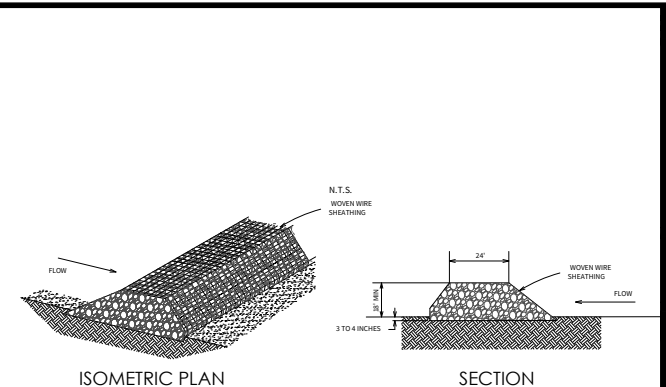 N.T.S.
WOVEN WIRE
SHEATHING
FLOW
ISOMETRIC PLAN
24'
WOVEN WIRE
SHEATHING
FLOW
18' MIN
3 TO 4 INCHES
SECTION